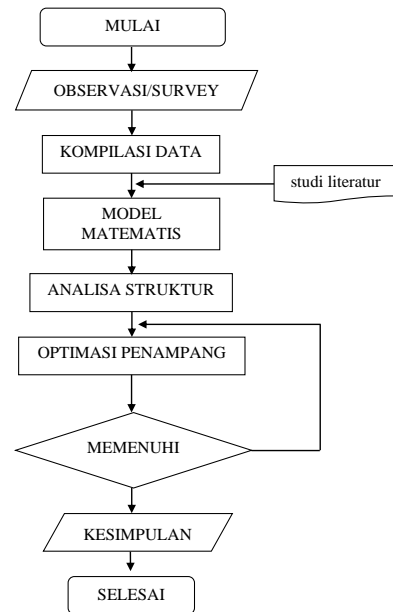 MULAI
OBSERVASI/SURVEY
KOMPILASI DATA
studi literatur
MODEL
MATEMATIS
ANALISA STRUKTUR
OPTIMASI PENAMPANG
MEMENUHI
KESIMPULAN
SELESAI